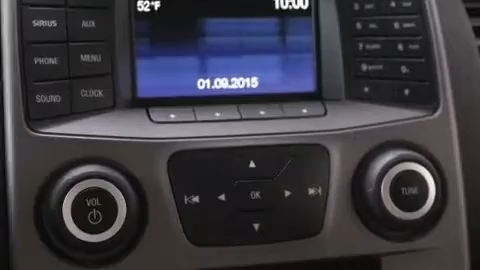 52°F
10:00
SIRIUS
AUX
PHONE
MENU
SOUND
CLOCK
01.09.2015
VOL
OK
TUNE